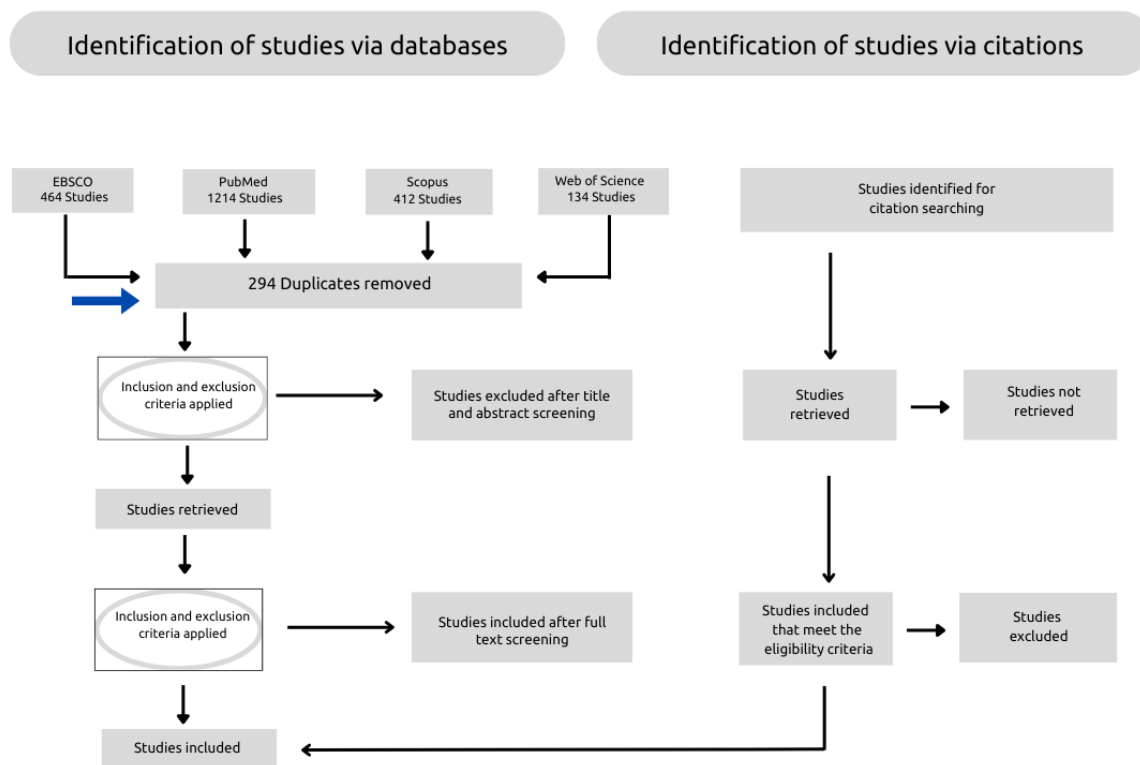 Identification of studies via databases
Identification of studies via citations
EBSCO
464 Studies
PubMed
1214 Studies
Scopus
412 Studies
Web of Science
134 Studies
Studies identified for
citation searching
294 Duplicates removed
Inclusion and exclusion
criteria applied
Studies excluded after title
and abstract screening
Studies
retrieved
Studies not
retrieved
Studies retrieved
Inclusion and exclusion
criteria applied
Studies included after full
text screening
Studies included
that meet the
eligibility criteria
Studies
excluded
Studies included